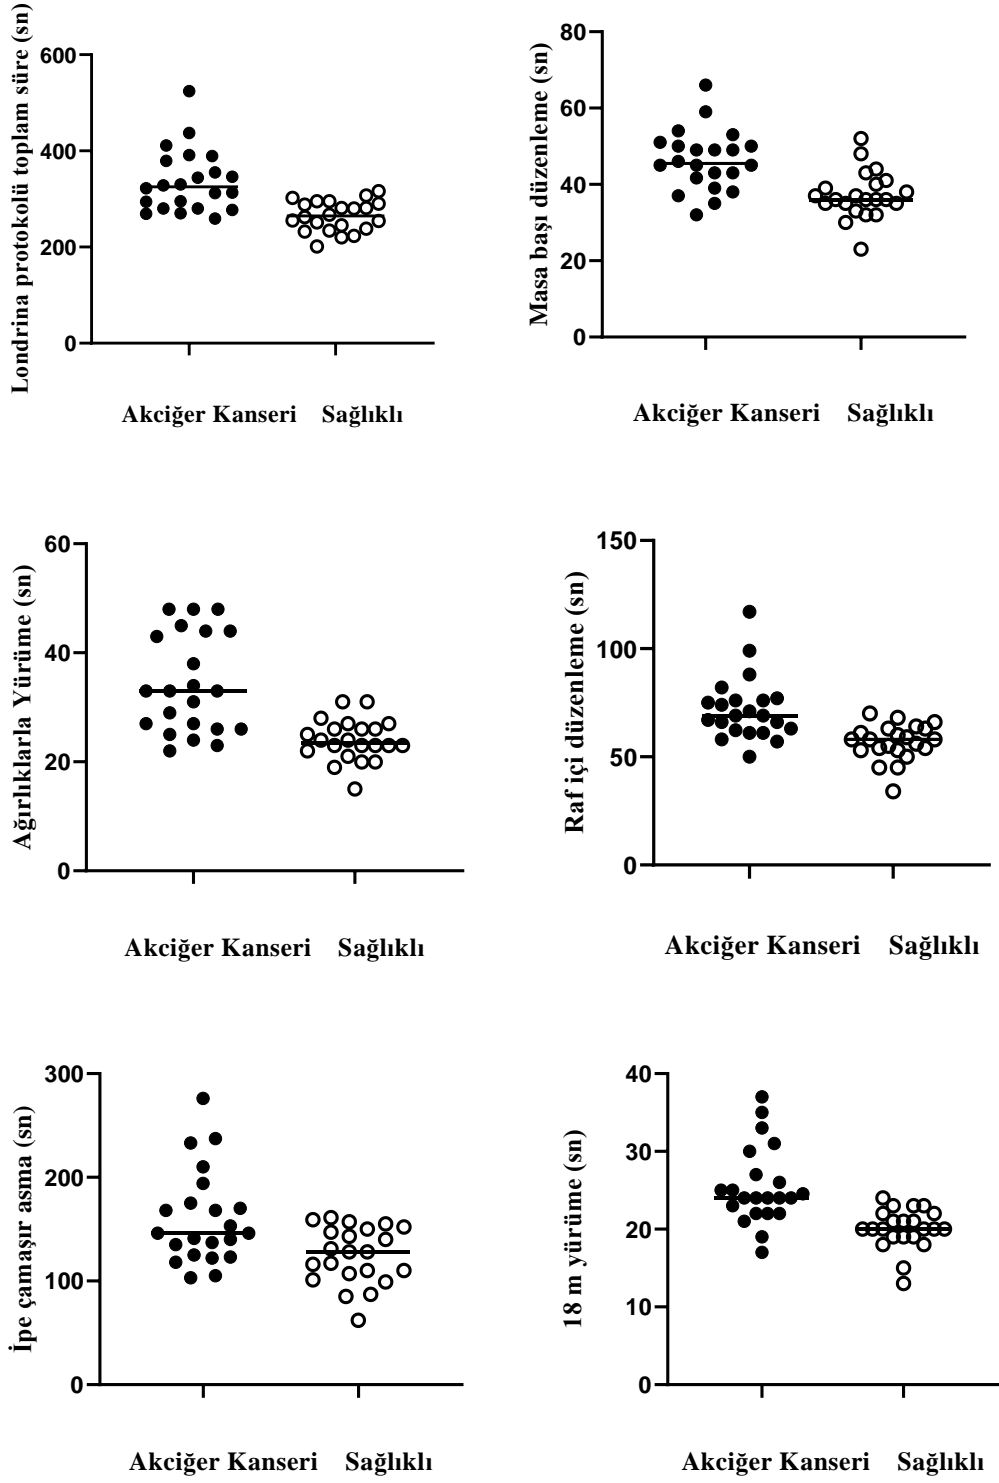 Londrina protokolü toplam süre (sn)
600
400
200
0
Akciğer Kanseri Sağlıklı
Masa başı düzenleme (sn)
80
60
40
20
0
Akciğer Kanseri Sağlıklı
Ağırlıklarla Yürüme (sn)
60
40
20
0
Akciğer Kanseri Sağlıklı
Raf içi düzenleme (sn)
150
100
50
0
Akciğer Kanseri Sağlıklı
İpe çamaşır asma (sn)
300
200
100
0
Akciğer Kanseri Sağlıklı
18 m yürüme (sn)
40
30
20
10
0
Akciğer Kanseri Sağlıklı